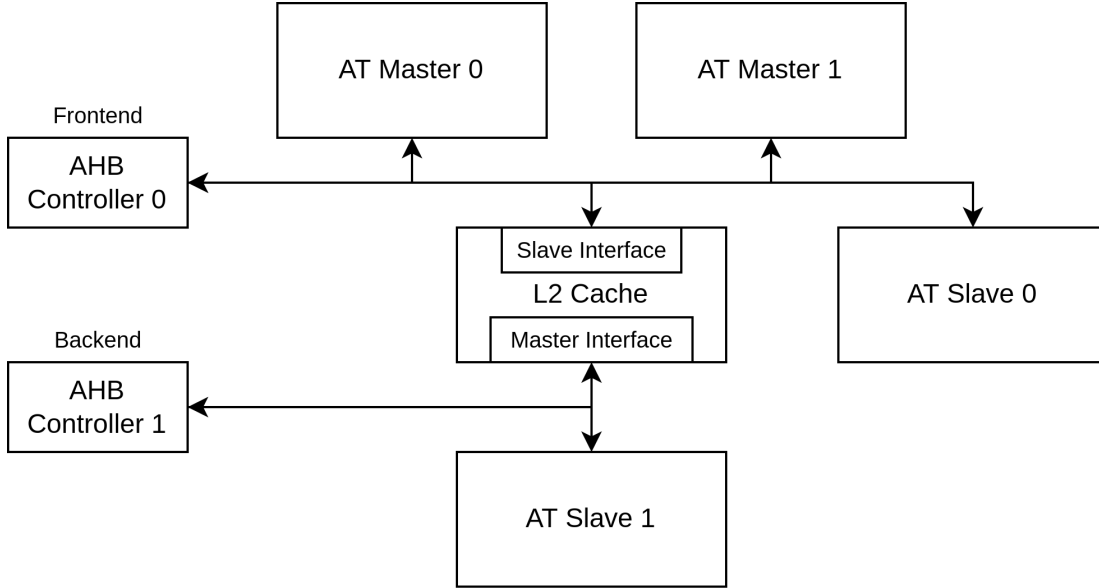 AT Master 0
AT Master 1
Frontend
AHB
Controller 0
Slave Interface
L2 Cache
Master Interface
AT Slave 0
Backend
AHB
Controller 1
AT Slave 1